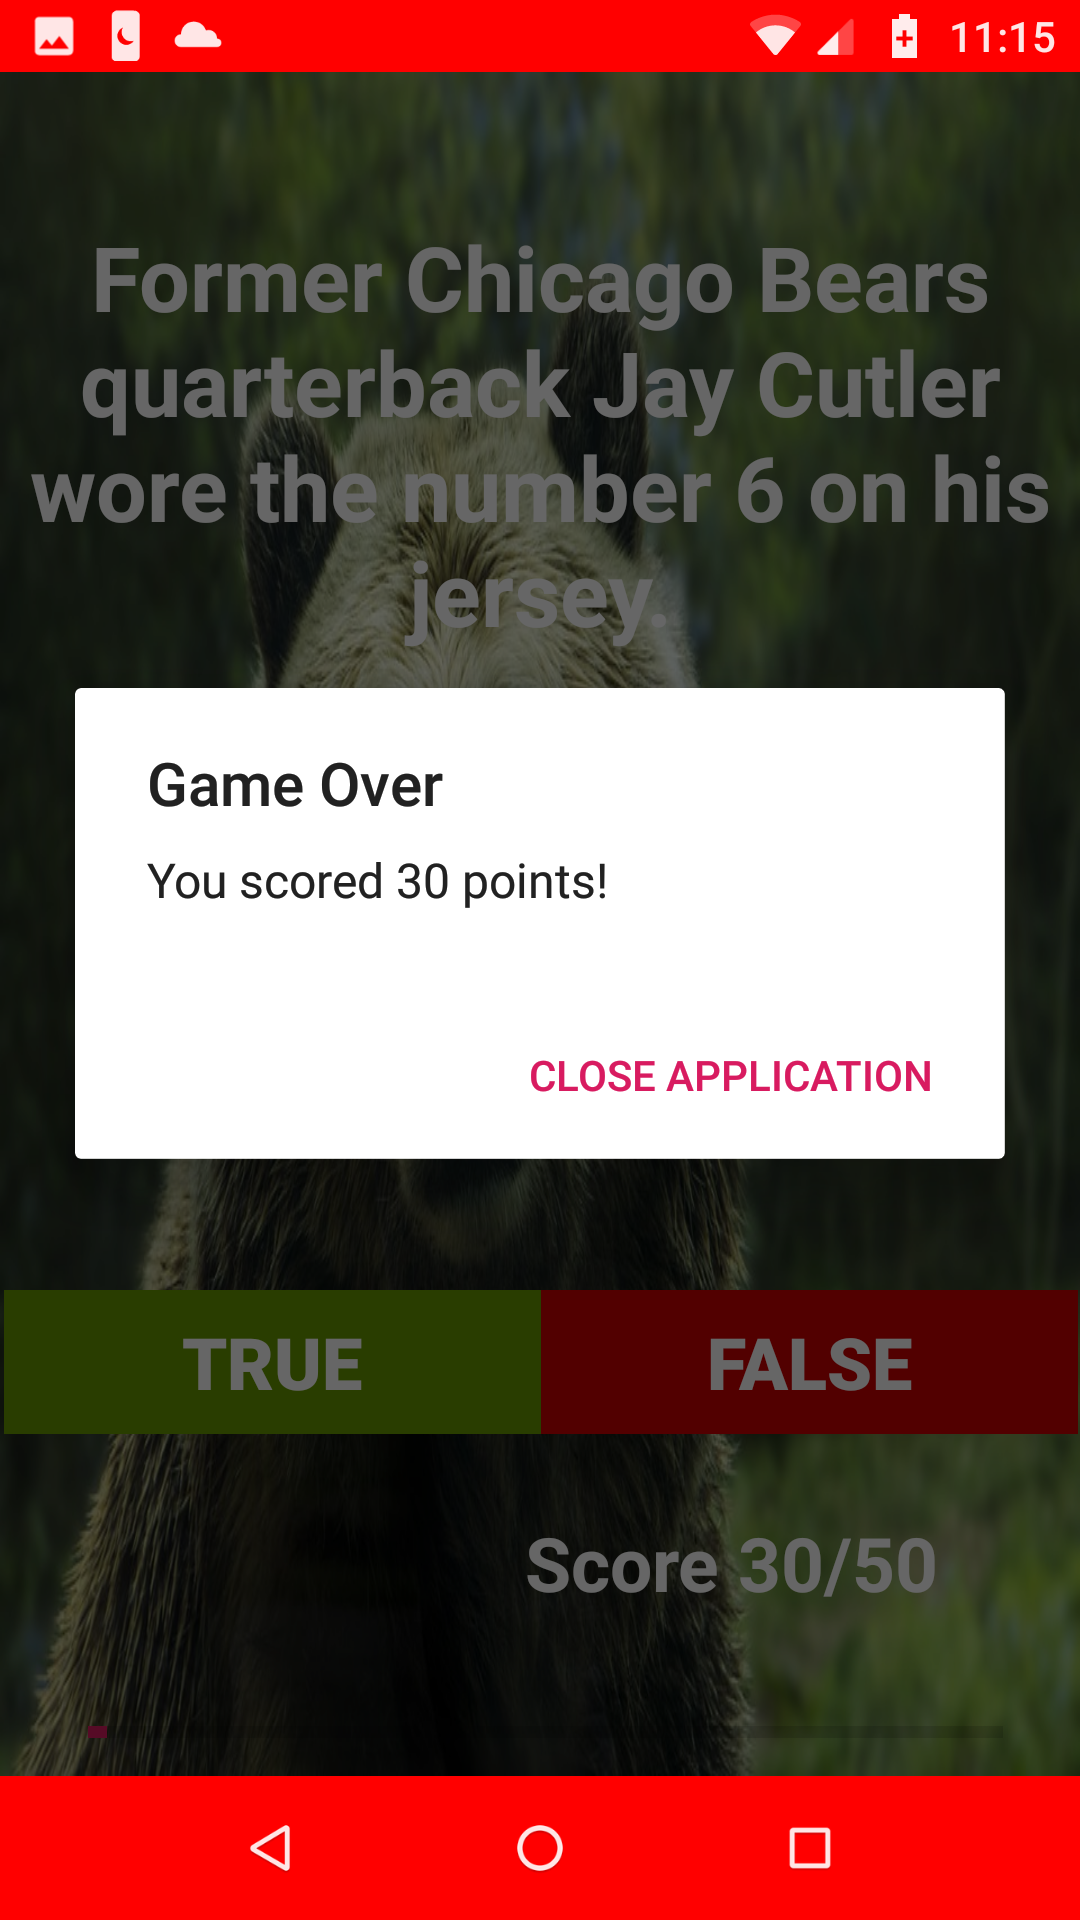 11:15
Former Chicago Bears
quarterback Jay Cutler
wore the number 6 on his
jersey.
Game Over
You scored 30 points!
CLOSE APPLICATION
TRUE FALSE
Score 30/50